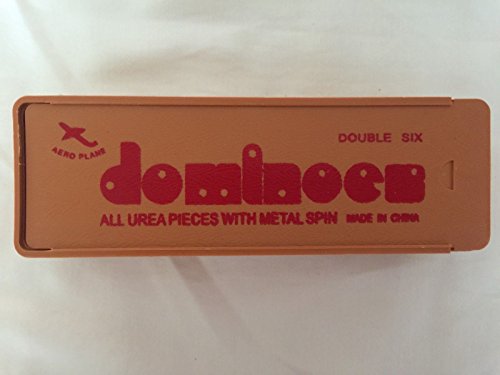 DOUBLE SIX
AERO PLANE
dominoes
ALL UREA PIECES WITH METAL SPIN MADE IN CHINA